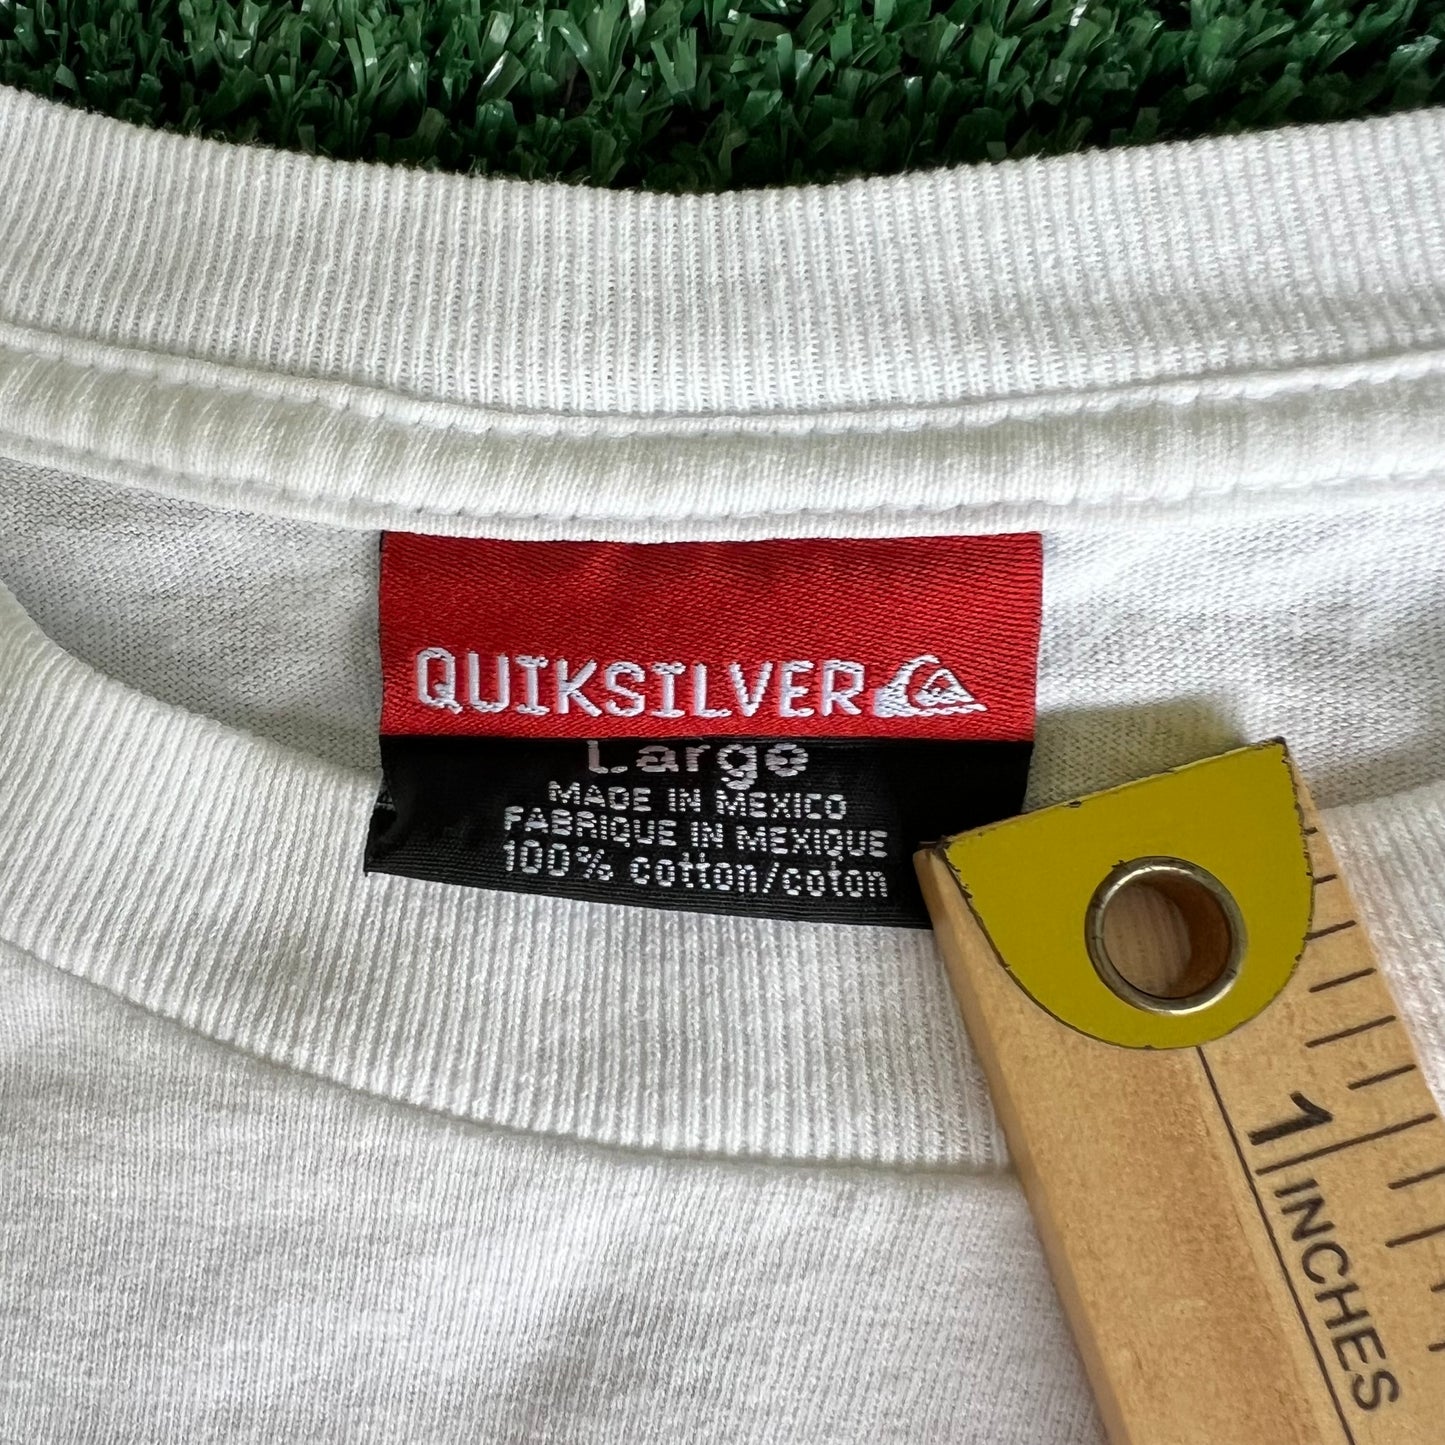 QUIKSILVER
Large
MADE IN MEXICO
FABRIQUE IN MEXIQUE
100% cotton/coton
1
INCHES